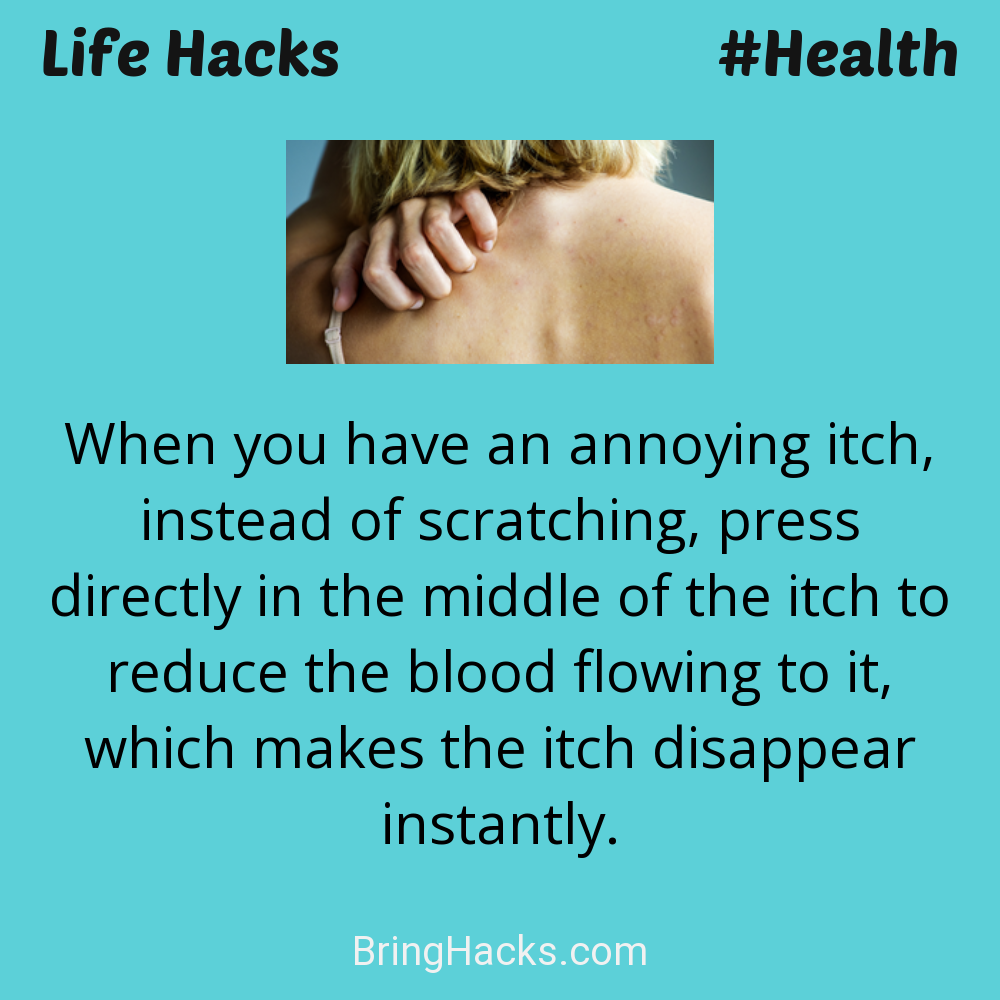 Life Hacks #Health
When you have an annoying itch,
instead of scratching, press
directly in the middle of the itch to
reduce the blood flowing to it,
which makes the itch disappear
instantly.
BringHacks.com